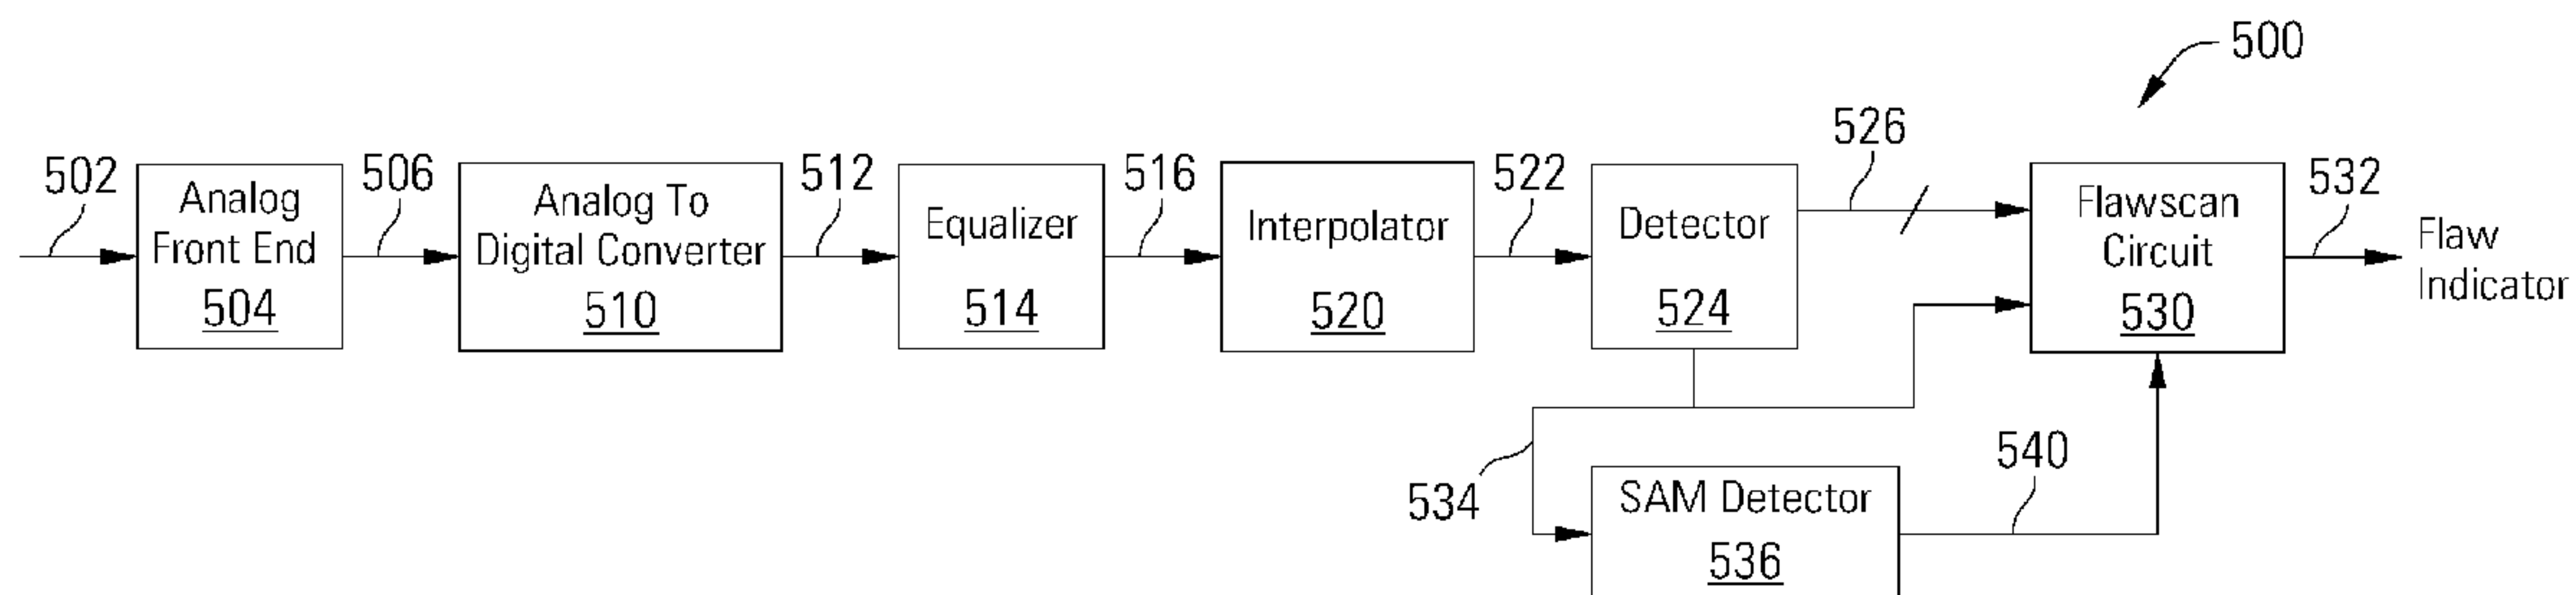 500
502
Analog
Front End
504
506
Analog To
Digital Converter
510
512
Equalizer
514
516
Interpolator
520
522
Detector
524
526
Flawscan
Circuit
530
532
Flaw
Indicator
534
SAM Detector
536
540